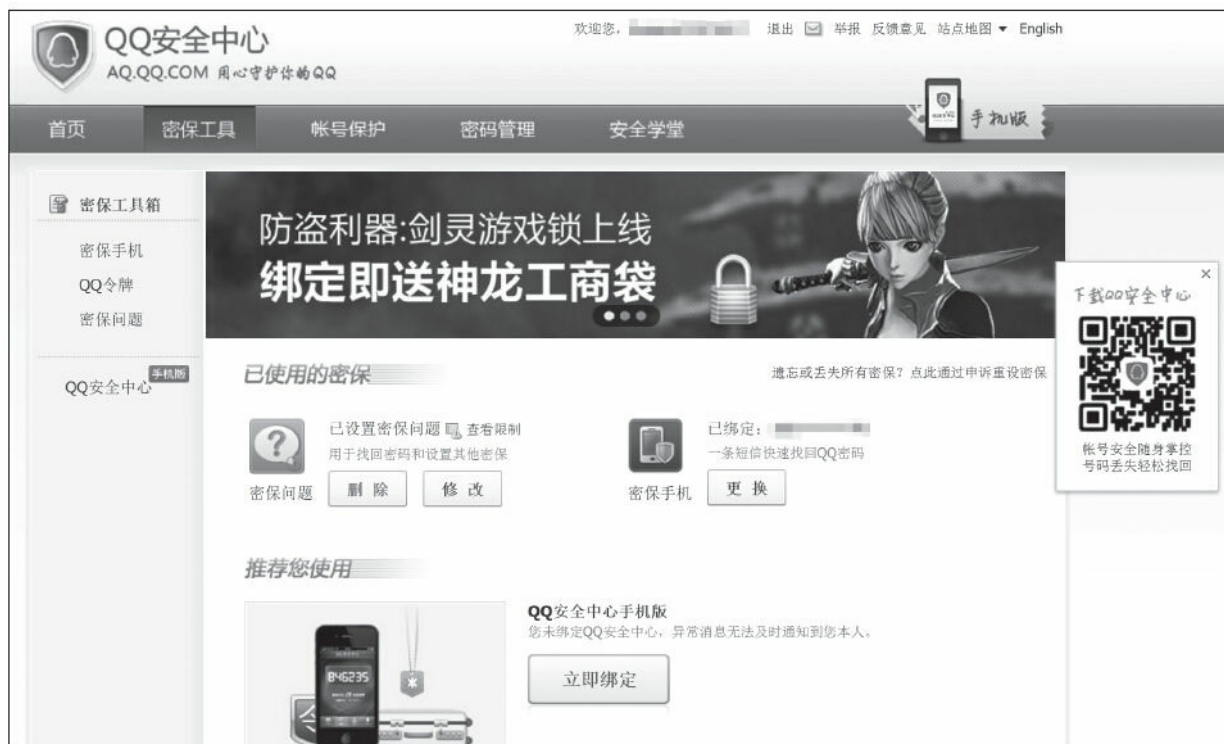 QQ安全中心
AQ.QQ.COM 用心守护你的QQ
欢迎您，
退出 举报 反馈意见 站点地图 English
首页 密保工具 帐号保护 密码管理 安全学堂
手机版
密保工具箱
密保手机
QQ令牌
密保问题
QQ安全中心 手机版
防盗利器:剑灵游戏锁上线
绑定即送神龙工商袋
×
下载QQ安全中心
帐号安全随身掌控
号码丢失轻松找回
已使用的密保
遗忘或丢失所有密保？点此通过申诉重设密保
已设置密保问题 查看限制
用于找回密码和设置其他密保
密保问题 删 除 修 改
已绑定：
一条短信快速找回QQ密码
密保手机 更 换
推荐您使用
846235
QQ安全中心手机版
您未绑定QQ安全中心，异常消息无法及时通知到您本人。
立即绑定